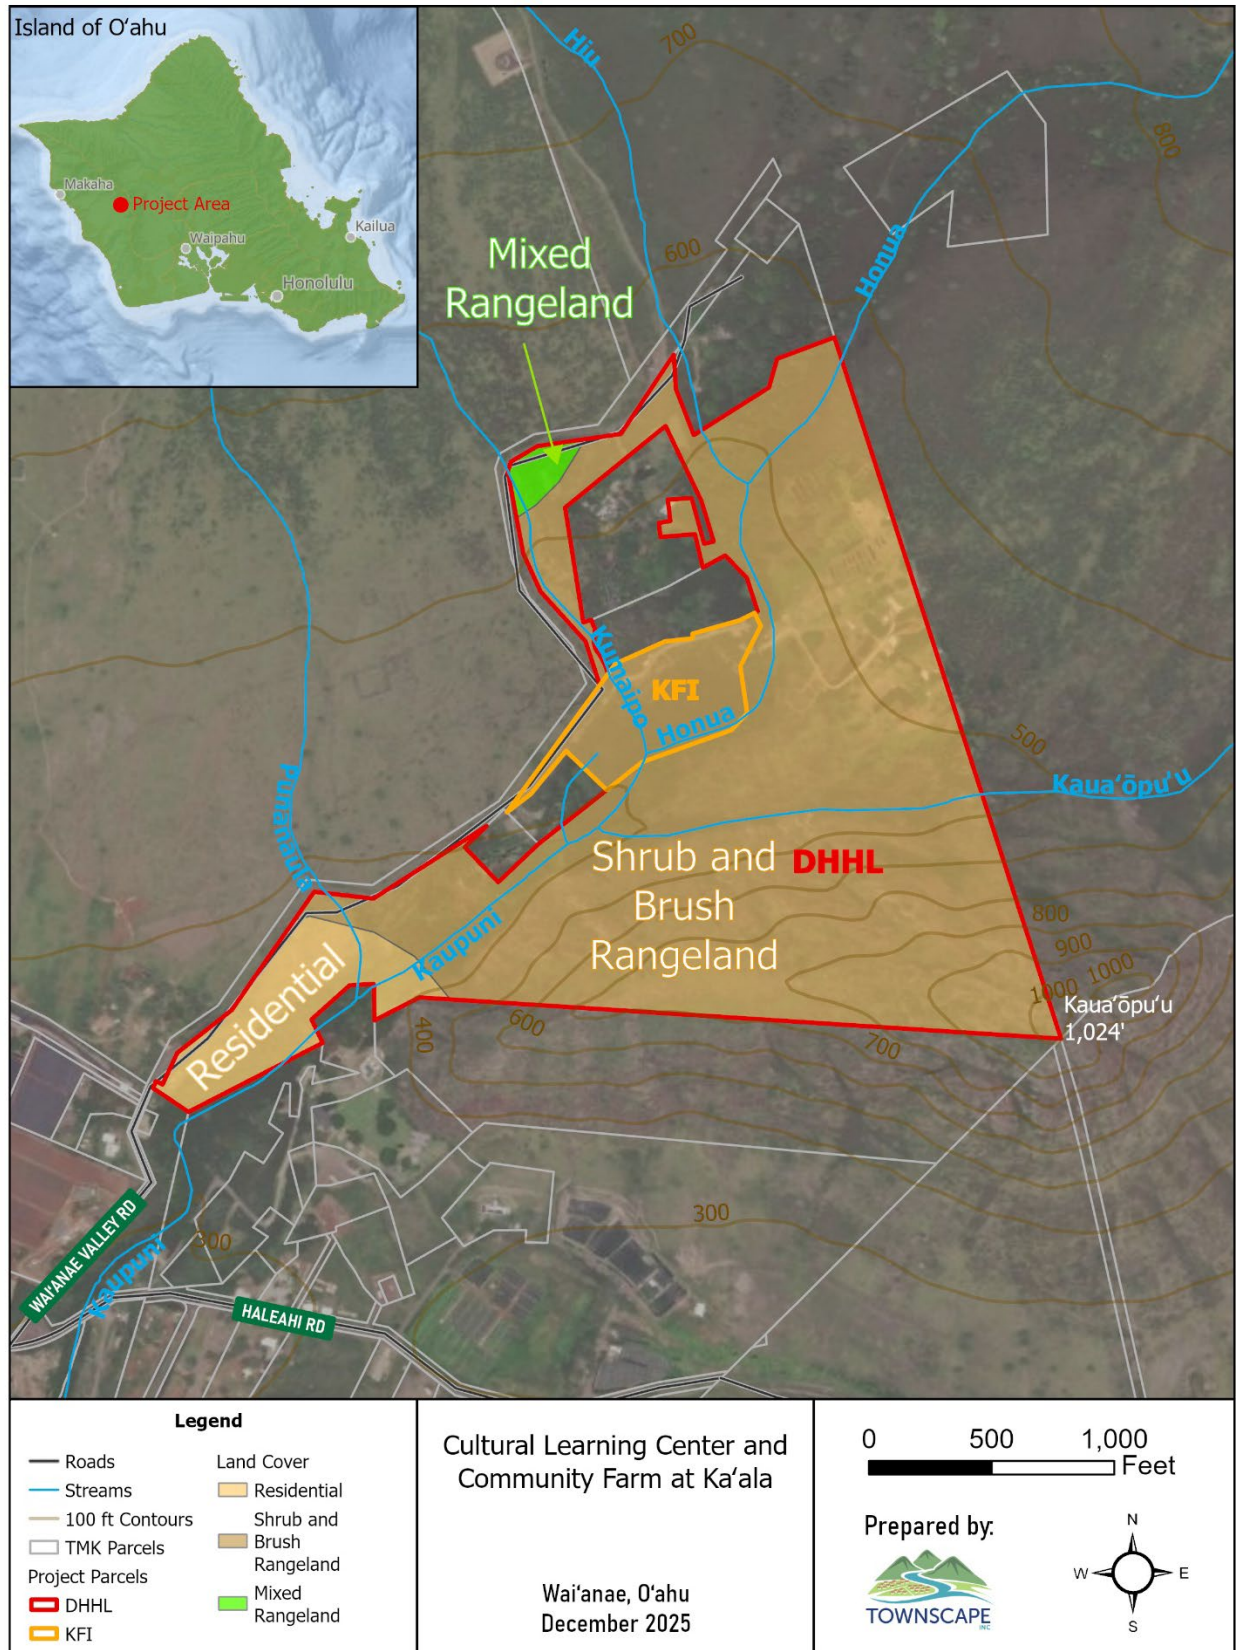 Island of Oʻahu
Makaha
Project Area
Waipahu
Kailua
Honolulu
Hiu
700
800
600
Honua
Mixed
Rangeland
Kumaipo
KFI
Honua
500
Kauaʻōpuʻu
Punānaula
Shrub and
Brush
Rangeland
DHHL
800
900
1000
1000
Kauaʻōpuʻu
1,024'
Kaupuni
Residential
400
600
700
300
300
WAIʻANAE VALLEY RD
Kaupuni
HALEAHI RD
Legend
Roads
Streams
100 ft Contours
TMK Parcels
Project Parcels
DHHL
KFI
Land Cover
Residential
Shrub and
Brush
Rangeland
Mixed
Rangeland
Cultural Learning Center and
Community Farm at Kaʻala
Waiʻanae, Oʻahu
December 2025
0 500 1,000
Feet
Prepared by:
TOWNSCAPE
INC
N
W E
S